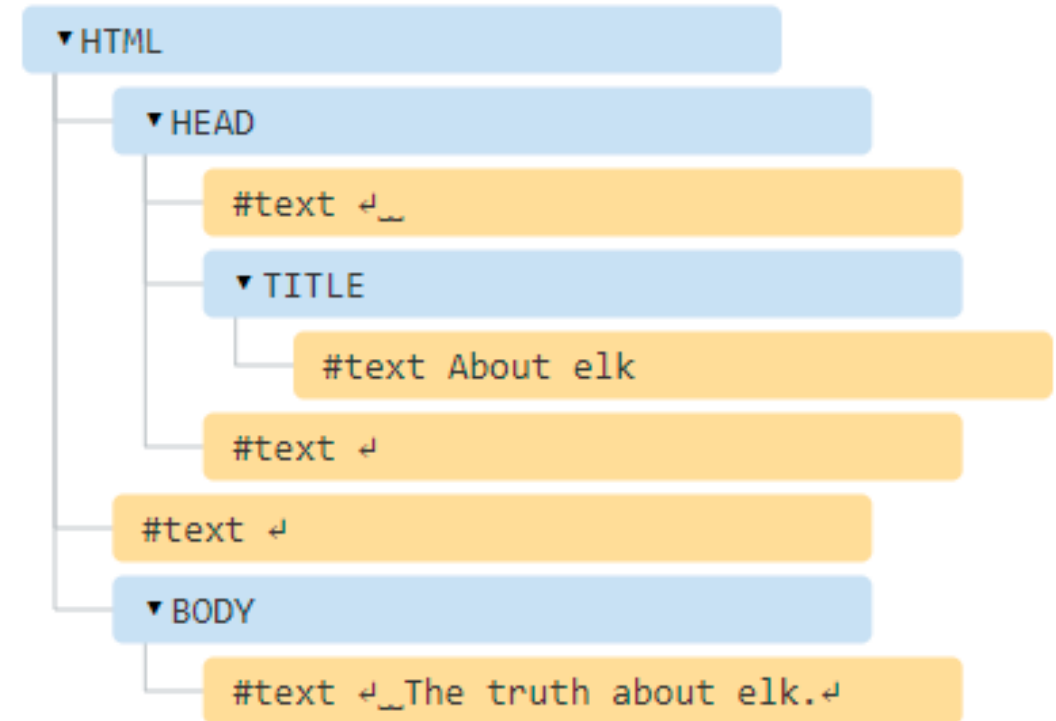 ▼ HTML
▼ HEAD
#text ↵␣␣
▼ TITLE
#text About elk
#text ↵
#text ↵
▼ BODY
#text ↵␣␣The truth about elk.↵